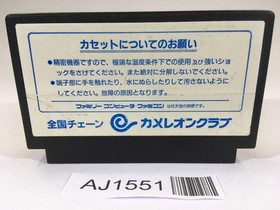 カセットについてのお願い
●精密機器ですので、極端な温度条件下での使用及び強いショ
ックをさけてください。また絶対に分解しないでください。
●端子部に手を触れたり、水にぬらしたりして汚さないように
してください。故障の原因となります。
ファミリーコンピュータ・ファミコンは任天堂の商標です。
全国チェーン カメレオンクラブ
AJ1551